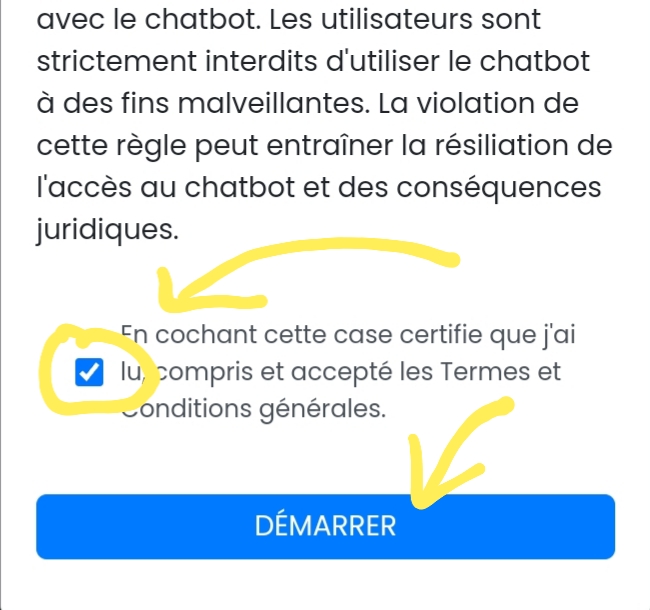 avec le chatbot. Les utilisateurs sont
strictement interdits d'utiliser le chatbot
à des fins malveillantes. La violation de
cette règle peut entraîner la résiliation de
l'accès au chatbot et des conséquences
juridiques.
En cochant cette case certifie que j'ai
lu, compris et accepté les Termes et
Conditions générales.
DÉMARRER